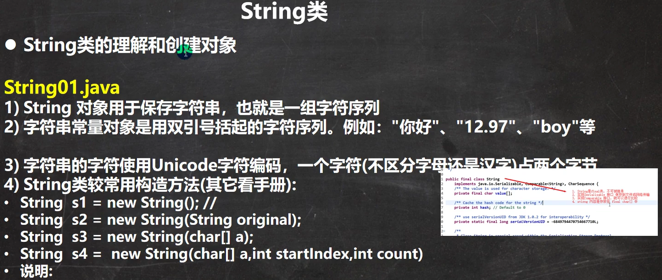 String类
● String类的理解和创建对象
String01.java
1) String 对象用于保存字符串，也就是一组字符序列
2) 字符串常量对象是用双引号括起的字符序列。例如："你好"、"12.97"、"boy"等
3) 字符串的字符使用Unicode字符编码，一个字符(不区分字母还是汉字)占两个字节
4) String类较常用构造方法(其它看手册):
• String s1 = new String(); //
• String s2 = new String(String original);
• String s3 = new String(char[] a);
• String s4 = new String(char[] a,int startIndex,int count)
• 说明:
public final class String
implements java.io.Serializable, Comparable<String>, CharSequence {
/** The value is used for character storage. */
private final char value[];
/** Cache the hash code for the string */
private int hash; // Default to 0
/** use serialVersionUID from JDK 1.0.2 for interoperability */
private static final long serialVersionUID = -6849794470754667710L;
/**